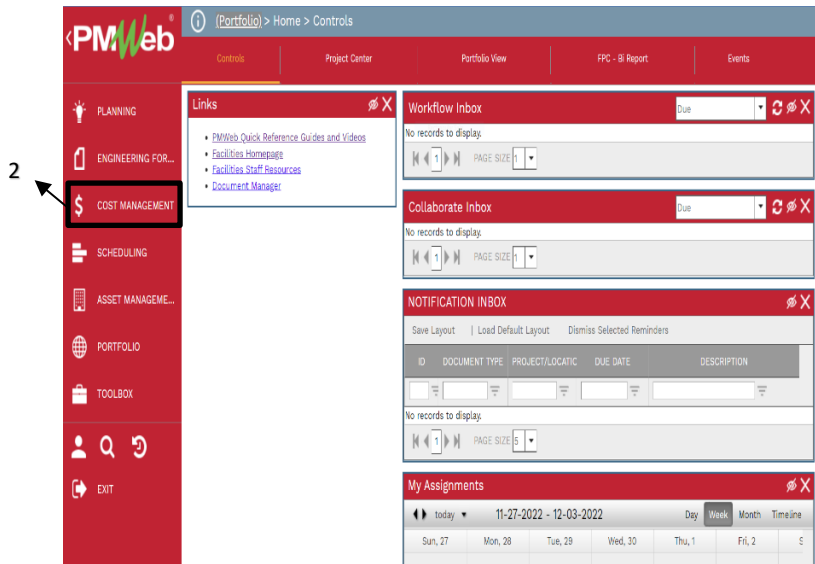 ‹PMWeb®
(Portfolio) > Home > Controls
Controls Project Center Portfolio View FPC - Bi Report Events
PLANNING
ENGINEERING FOR...
2
COST MANAGEMENT
SCHEDULING
ASSET MANAGEME...
PORTFOLIO
TOOLBOX
EXIT
Links
PMWeb Quick Reference Guides and Videos
Facilities Homepage
Facilities Staff Resources
Document Manager
Workflow Inbox Due
No records to display.
1 PAGE SIZE 1
Collaborate Inbox Due
No records to display.
1 PAGE SIZE 1
NOTIFICATION INBOX
Save Layout | Load Default Layout Dismiss Selected Reminders
ID DOCUMENT TYPE PROJECT/LOCATIC DUE DATE DESCRIPTION
No records to display.
1 PAGE SIZE 5
My Assignments
today 11-27-2022 - 12-03-2022 Day Week Month Timeline
Sun, 27 Mon, 28 Tue, 29 Wed, 30 Thu, 1 Fri, 2 S